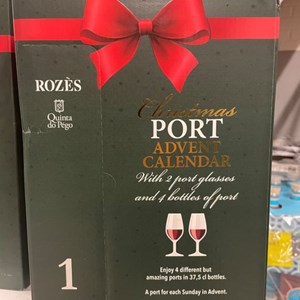 ROZÈS
Quinta
do Pégo
Christmas
PORT
ADVENT
CALENDAR
With 2 port glasses
and 4 bottles of port
Enjoy 4 different but
amazing ports in 37,5 cl bottles.
A port for each Sunday in Advent.
1